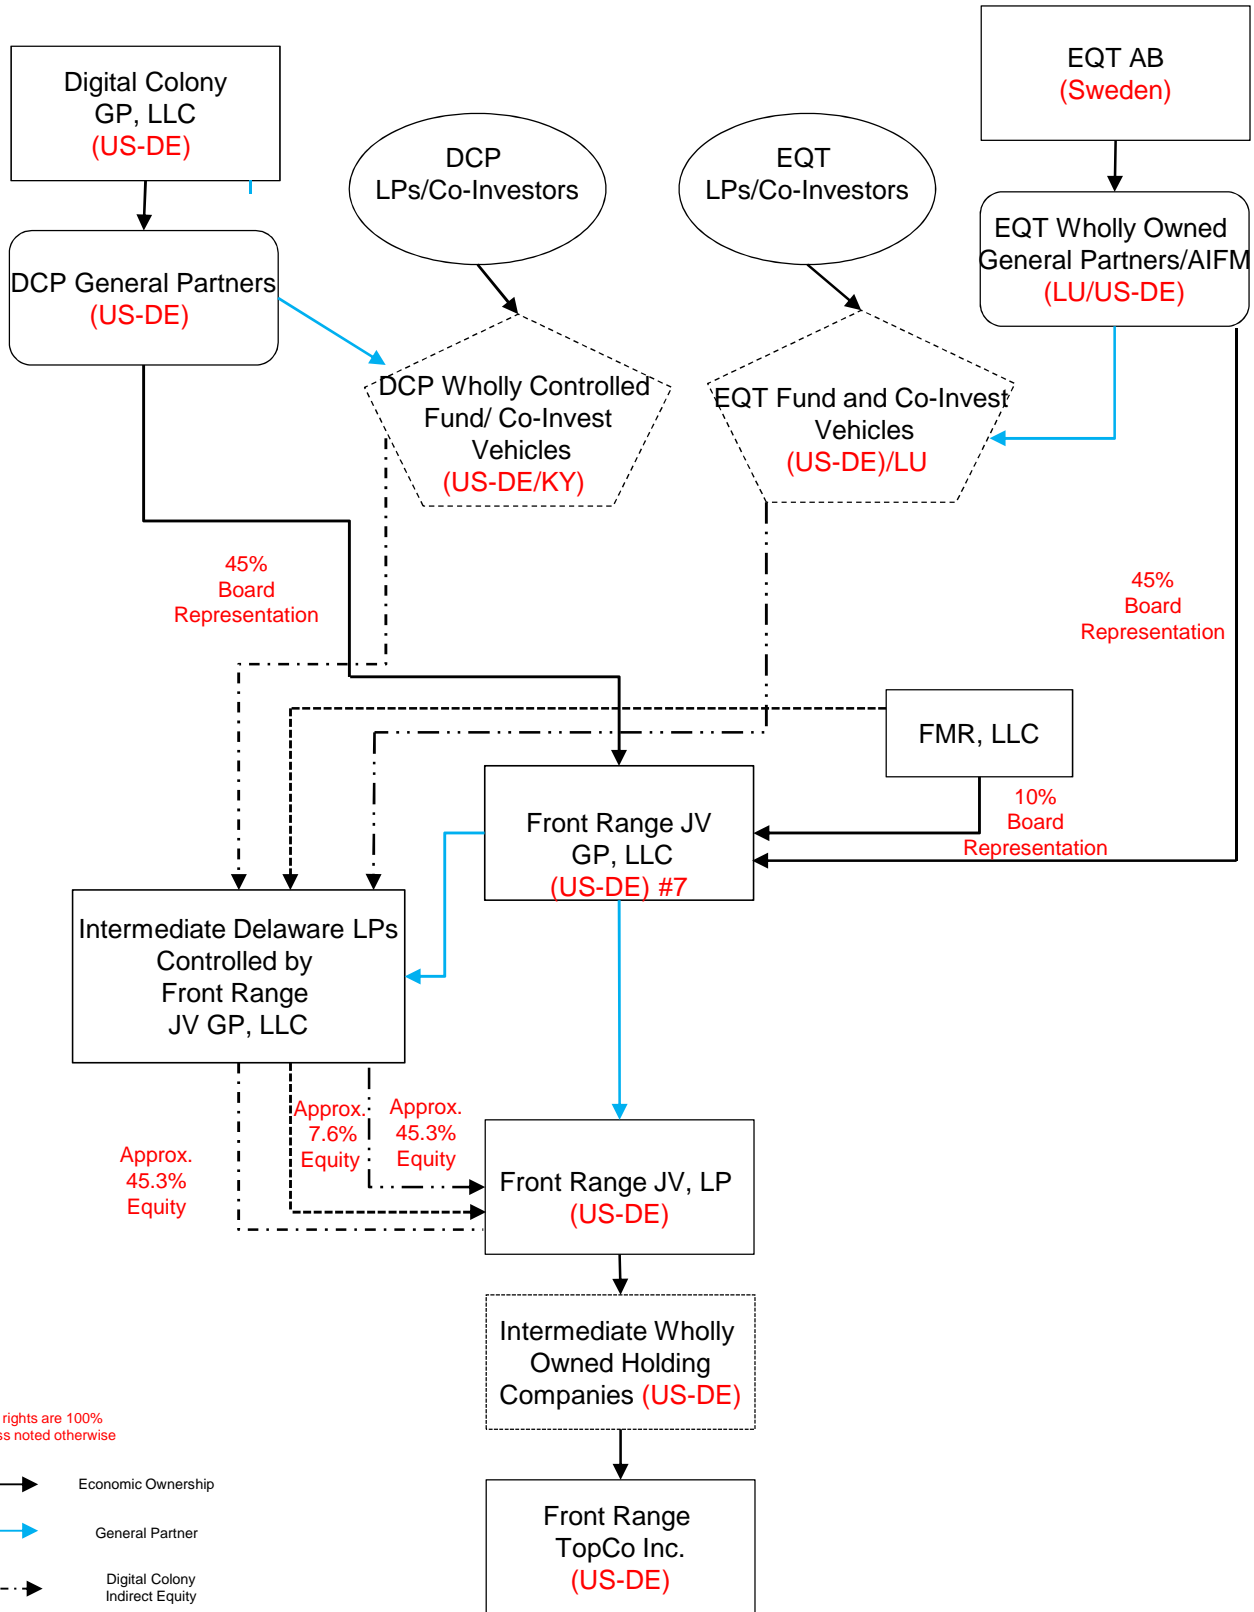 EQT AB
(Sweden)
Digital Colony
GP, LLC
(US-DE)
DCP
LPs/Co-Investors
EQT
LPs/Co-Investors
EQT Wholly Owned
General Partners/AIFM
(LU/US-DE)
DCP General Partners
(US-DE)
DCP Wholly Controlled
Fund/ Co-Invest
Vehicles
(US-DE/KY)
EQT Fund and Co-Invest
Vehicles
(US-DE)/LU
45%
Board
Representation
45%
Board
Representation
FMR, LLC
10%
Board
Representation
Front Range JV
GP, LLC
(US-DE) #7
Intermediate Delaware LPs
Controlled by
Front Range
JV GP, LLC
Approx.
45.3%
Equity
Approx.
7.6%
Equity
Approx.
45.3%
Equity
Front Range JV, LP
(US-DE)
Intermediate Wholly
Owned Holding
Companies (US-DE)
Front Range
TopCo Inc.
(US-DE)
rights are 100%
noted otherwise
Economic Ownership
General Partner
Digital Colony
Indirect Equity